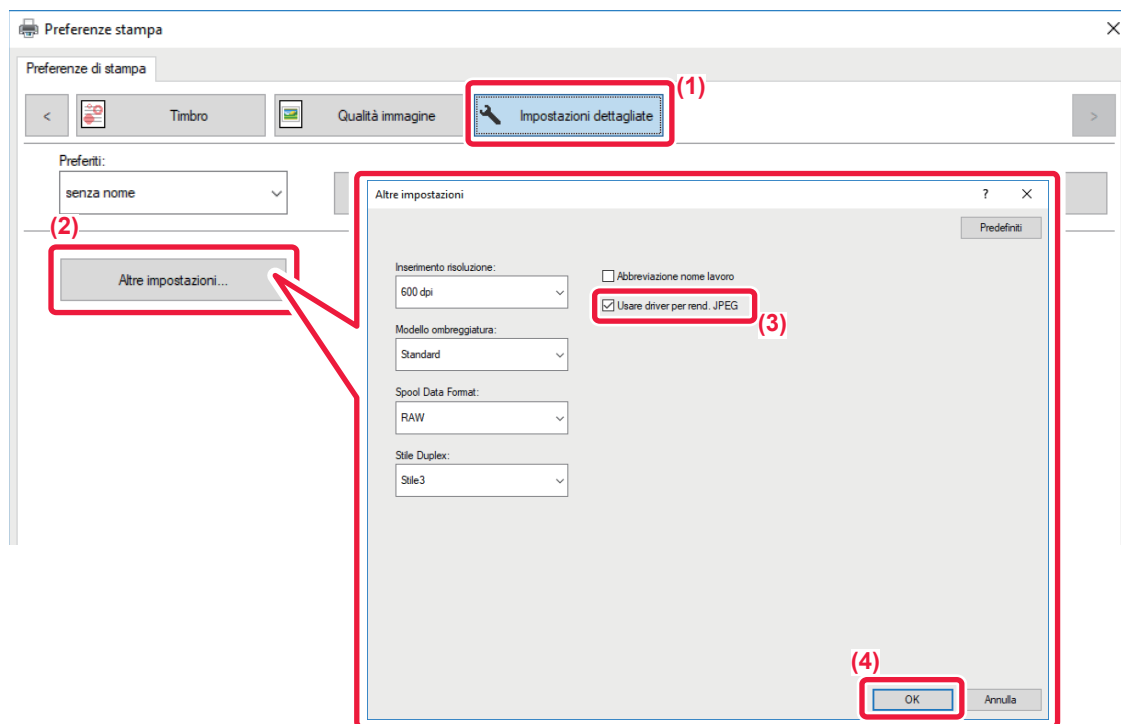 Preferenze stampa
Preferenze di stampa
(1)
<
Timbro
Qualità immagine
Impostazioni dettagliate
>
Preferiti:
senza nome
(2)
Altre impostazioni...
Altre impostazioni
?
Predefiniti
Inserimento risoluzione:
600 dpi
Abbreviazione nome lavoro
Usare driver per rend. JPEG
(3)
Modello ombreggiatura:
Standard
Spool Data Format:
RAW
Stile Duplex:
Stile3
(4)
OK
Annulla